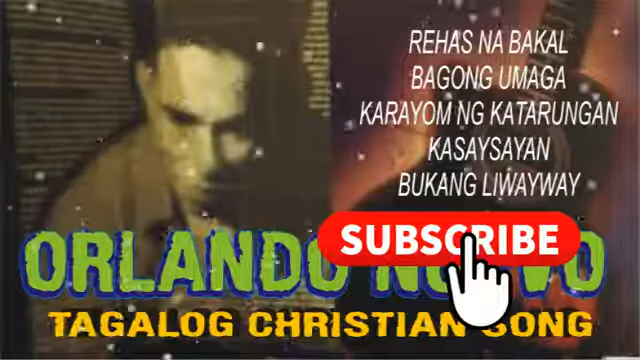 REHAS NA BAKAL
BAGONG UMAGA
KARAYOM NG KATARUNGAN
KASAYSAYAN
BUKANG LIWAYWAY
SUBSCRIBE
ORLANDO
TAGALOG CHRISTIAN SONG